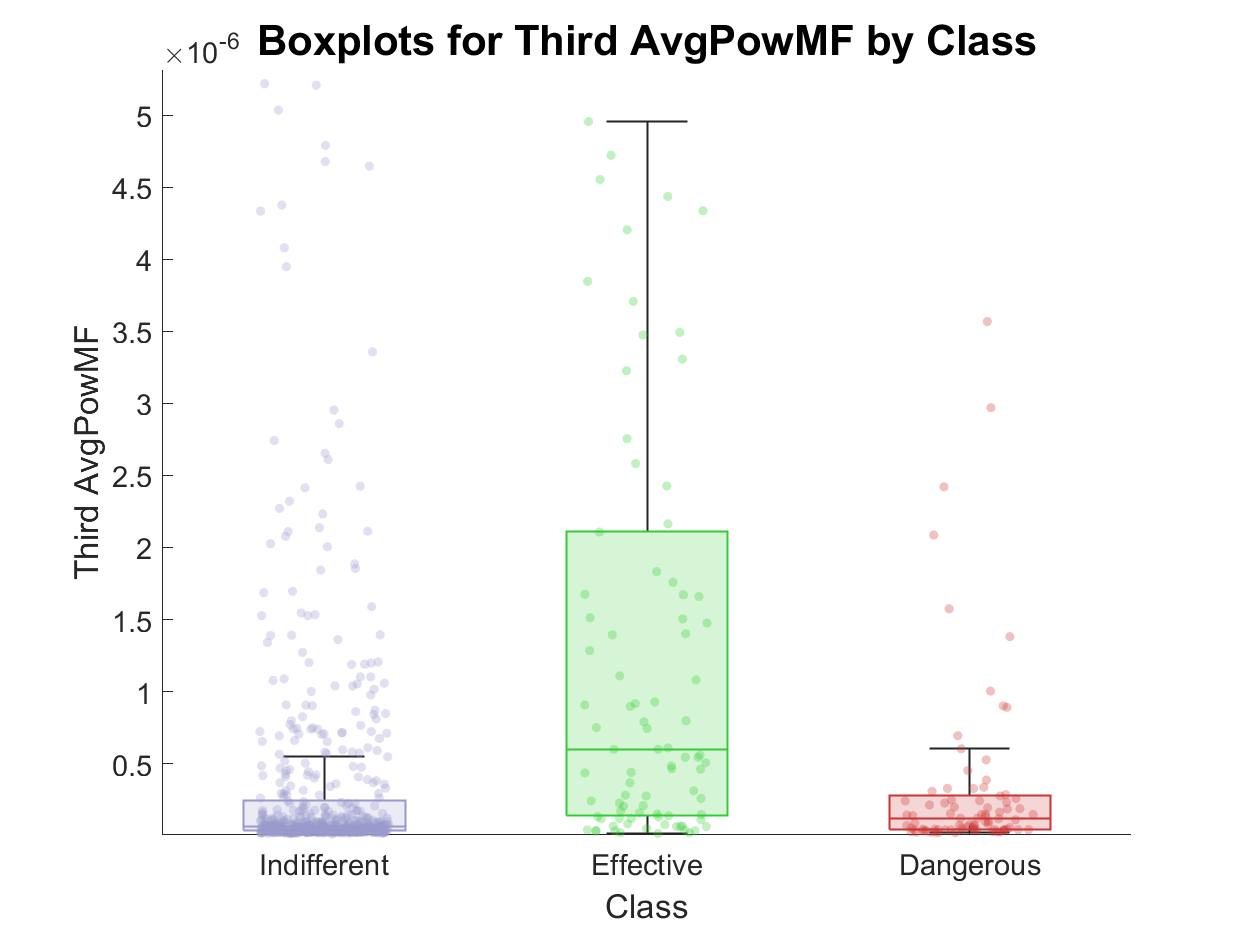 ×10-6
Boxplots for Third AvgPowMF by Class
Third AvgPowMF
5
4.5
4
3.5
3
2.5
2
1.5
1
0.5
Indifferent
Effective
Dangerous
Class